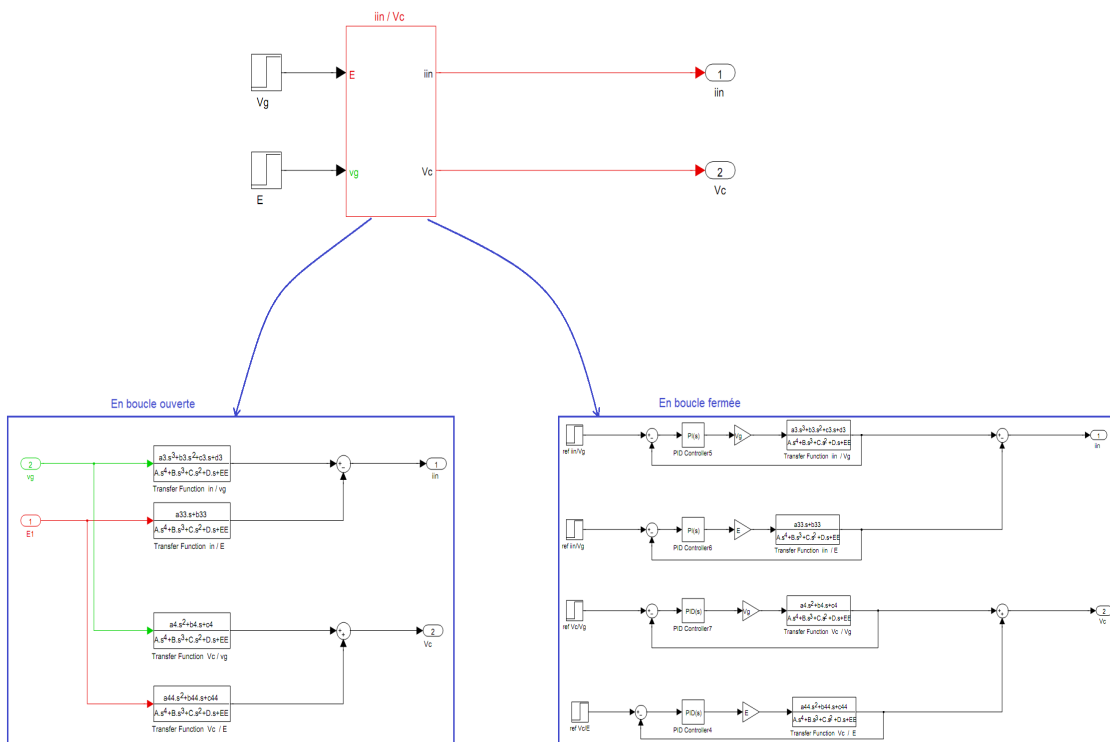 iin / Vc
E
iin
1
iin
Vg
vg
Vc
2
Vc
E
En boucle ouverte
2
vg
a3.s³+b3.s²+c3.s+d3
A.s⁴+B.s³+C.s²+D.s+EE
Transfer Function in / vg
+
-
1
iin
1
E1
a33.s+b33
A.s⁴+B.s³+C.s²+D.s+EE
Transfer Function in / E
a4.s²+b4.s+c4
A.s⁴+B.s³+C.s²+D.s+EE
Transfer Function Vc / vg
+
+
2
Vc
a44.s²+b44.s+c44
A.s⁴+B.s³+C.s²+D.s+EE
Transfer Function Vc / E
En boucle fermée
ref iin/Vg
+
-
PI(s)
PID Controller5
Vg
a3.s³+b3.s²+c3.s+d3
A.s⁴+B.s³+C.s²+D.s+EE
Transfer Function iin / Vg
+
-
1
iin
ref iin/Vg
+
-
PI(s)
PID Controller6
E
a33.s+b33
A.s⁴+B.s³+C.s²+D.s+EE
Transfer Function iin / E
ref Vc/Vg
+
-
PID(s)
PID Controller7
Vg
a4.s²+b4.s+c4
A.s⁴+B.s³+C.s²+D.s+EE
Transfer Function Vc / Vg
+
+
2
Vc
ref Vc/E
+
-
PID(s)
PID Controller4
E
a44.s²+b44.s+c44
A.s⁴+B.s³+C.s²+D.s+EE
Transfer Function Vc / E